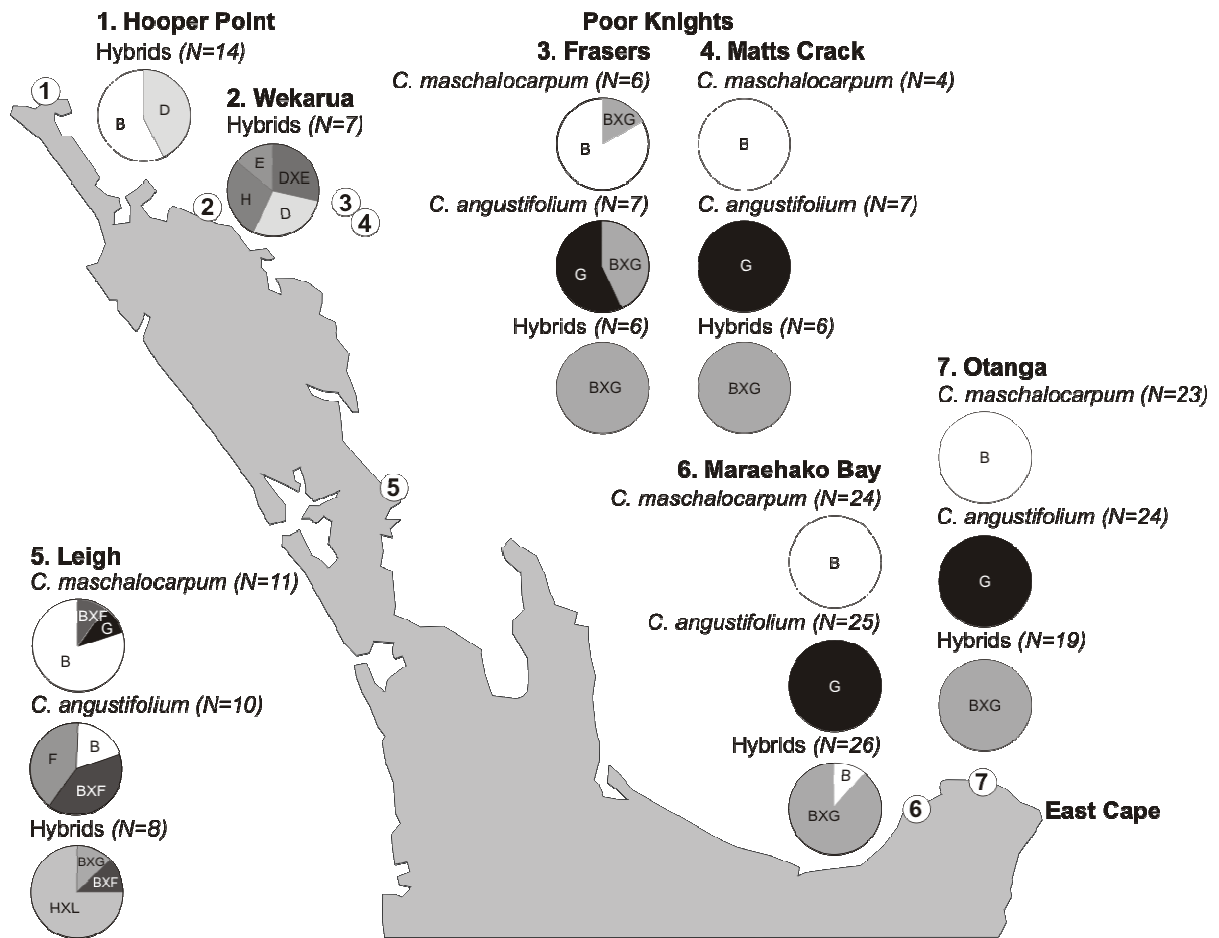 1. Hooper Point
Hybrids (N=14)
B
D
1
2. Wekarua
Hybrids (N=7)
E
DXE
H
D
2
3
4
Poor Knights
3. Frasers
C. maschalocarpum (N=6)
BXG
B
C. angustifolium (N=7)
G
BXG
Hybrids (N=6)
BXG
4. Matts Crack
C. maschalocarpum (N=4)
B
C. angustifolium (N=7)
G
Hybrids (N=6)
BXG
7. Otanga
C. maschalocarpum (N=23)
B
C. angustifolium (N=24)
G
Hybrids (N=19)
BXG
6. Maraehako Bay
C. maschalocarpum (N=24)
B
C. angustifolium (N=25)
G
Hybrids (N=26)
B
BXG
5
5. Leigh
C. maschalocarpum (N=11)
BXF
G
B
C. angustifolium (N=10)
F
B
BXF
Hybrids (N=8)
BXG
BXF
HXL
6
7
East Cape